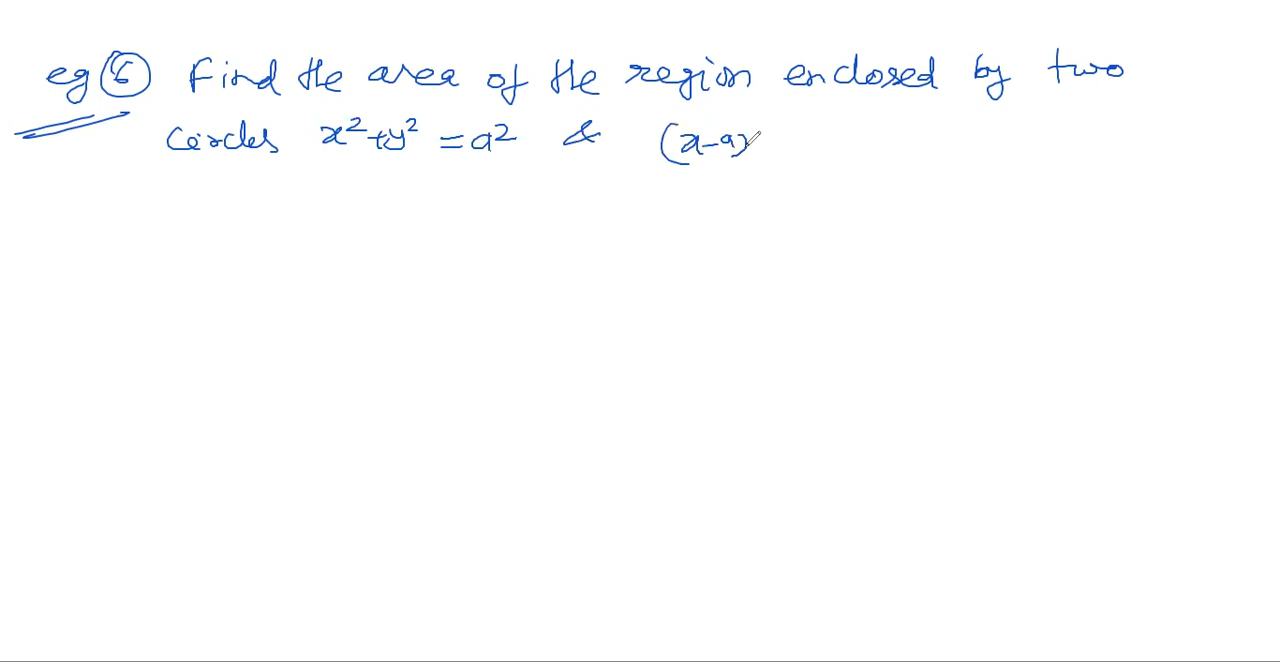 eg ⑥ Find the area of the region enclosed by two
circles x² + y² = a² & (x-a)